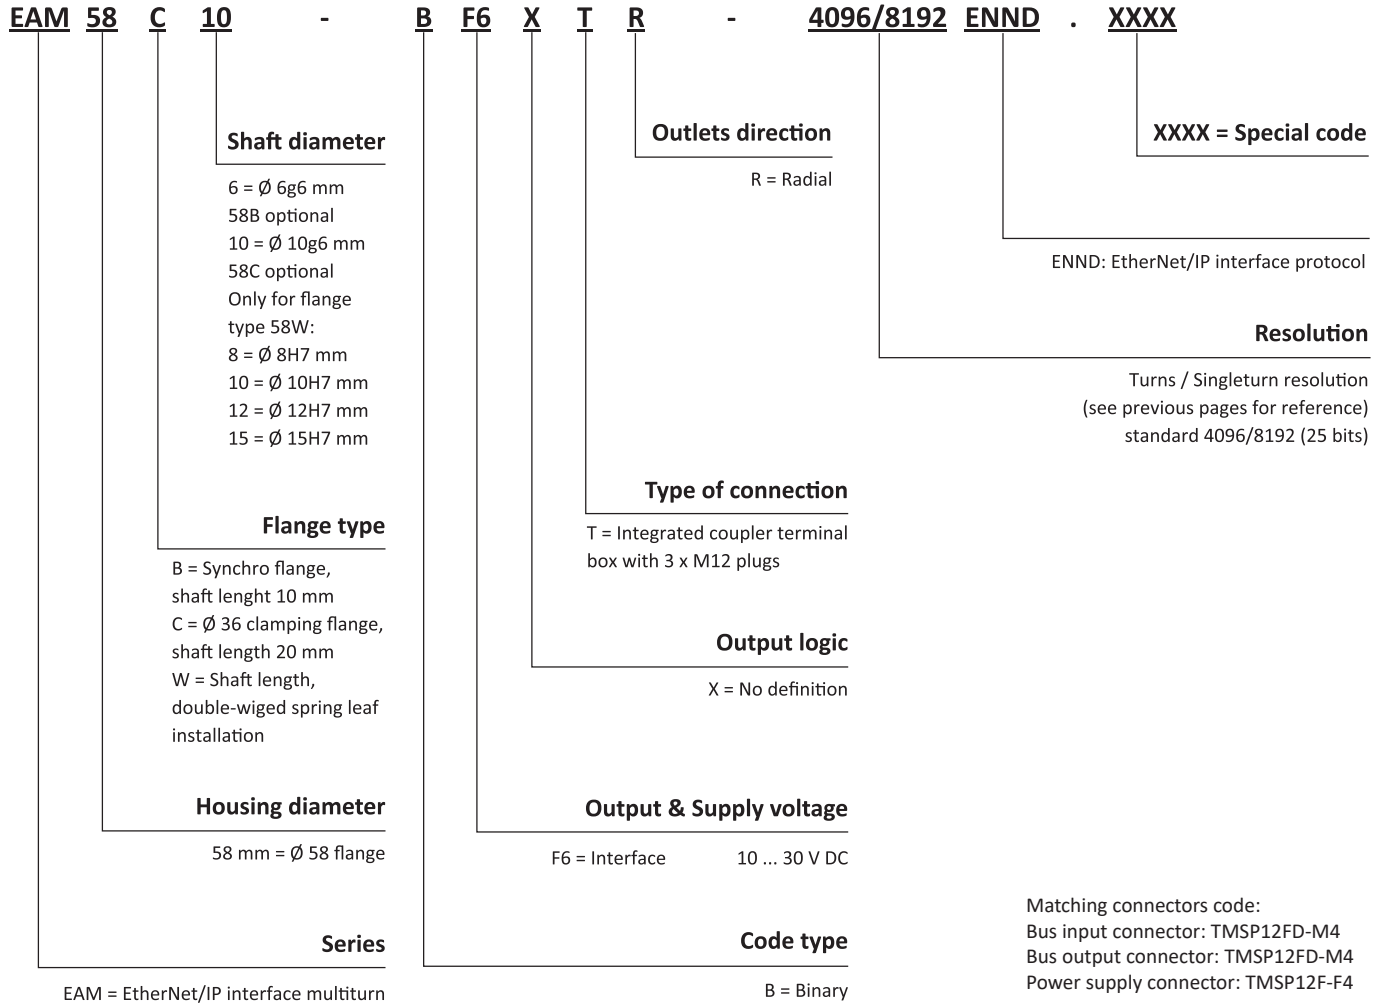 EAM 58 C 10 - B F6 X T R - 4096/8192 ENND . XXXX
Shaft diameter
6 = Ø 6g6 mm
58B optional
10 = Ø 10g6 mm
58C optional
Only for flange
type 58W:
8 = Ø 8H7 mm
10 = Ø 10H7 mm
12 = Ø 12H7 mm
15 = Ø 15H7 mm
Flange type
B = Synchro flange,
shaft lenght 10 mm
C = Ø 36 clamping flange,
shaft length 20 mm
W = Shaft length,
double-wiged spring leaf
installation
Housing diameter
58 mm = Ø 58 flange
Series
EAM = EtherNet/IP interface multiturn
Outlets direction
R = Radial
Type of connection
T = Integrated coupler terminal
box with 3 x M12 plugs
Output logic
X = No definition
Output & Supply voltage
F6 = Interface 10 ... 30 V DC
Code type
B = Binary
XXXX = Special code
ENND: EtherNet/IP interface protocol
Resolution
Turns / Singleturn resolution
(see previous pages for reference)
standard 4096/8192 (25 bits)
Matching connectors code:
Bus input connector: TMSP12FD-M4
Bus output connector: TMSP12FD-M4
Power supply connector: TMSP12F-F4